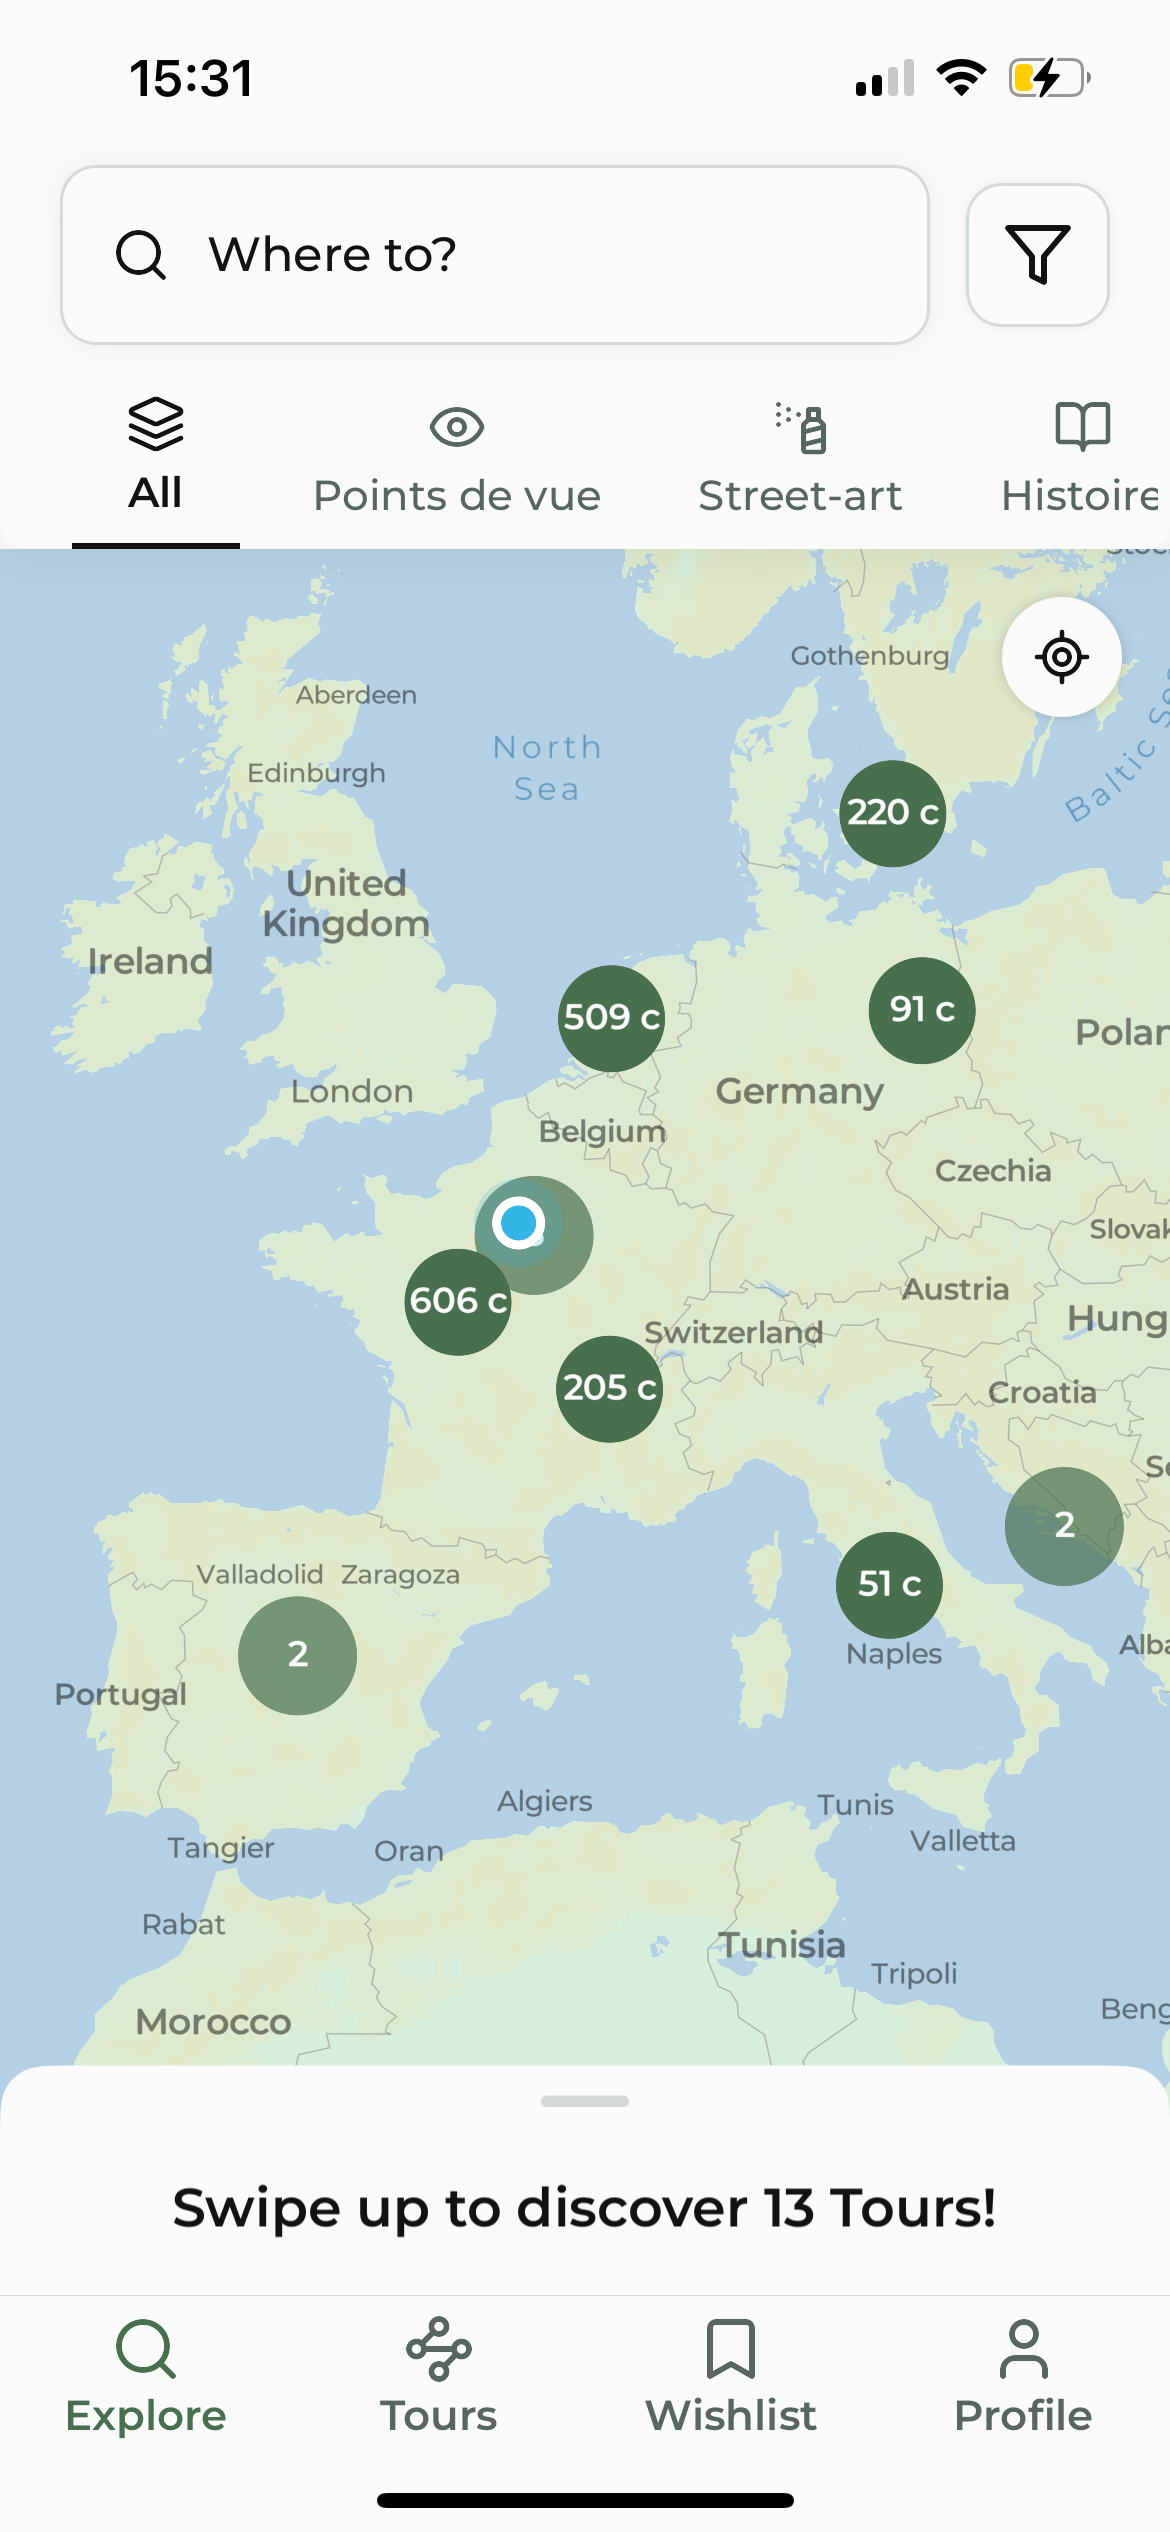 15:31
Where to?
All
Points de vue
Street-art
Histoire
Gothenburg
Aberdeen
North
Sea
Baltic
Edinburgh
220 c
United
Kingdom
Ireland
509 c
91 c
Polan
London
Germany
Belgium
Czechia
Slovak
606 c
Austria
Hung
Switzerland
205 c
Croatia
Se
2
Valladolid
Zaragoza
51 c
2
Naples
Alba
Portugal
Algiers
Tunis
Tangier
Oran
Valletta
Rabat
Tunisia
Tripoli
Morocco
Beng
Swipe up to discover 13 Tours!
Explore
Tours
Wishlist
Profile